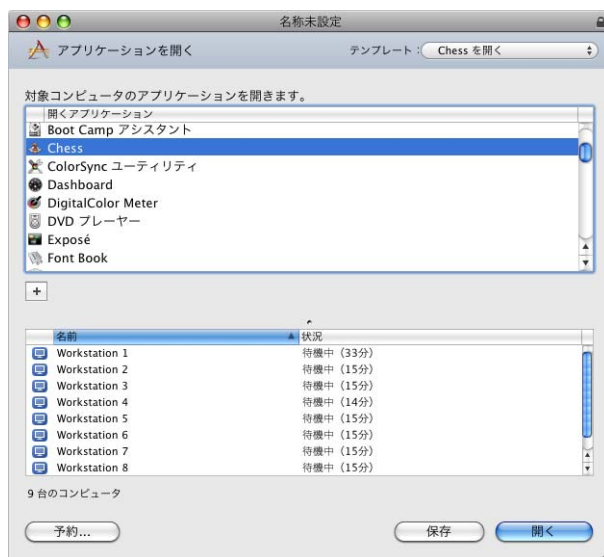 名称未設定
アプリケーションを開く
テンプレート： Chess を開く
対象コンピュータのアプリケーションを開きます。
開くアプリケーション
Boot Camp アシスタント
Chess
ColorSync ユーティリティ
Dashboard
DigitalColor Meter
DVD プレーヤー
Exposé
Font Book
+
名前 状況
Workstation 1 待機中（33分）
Workstation 2 待機中（15分）
Workstation 3 待機中（15分）
Workstation 4 待機中（14分）
Workstation 5 待機中（15分）
Workstation 6 待機中（15分）
Workstation 7 待機中（15分）
Workstation 8 待機中（15分）
9 台のコンピュータ
予約... 保存 開く